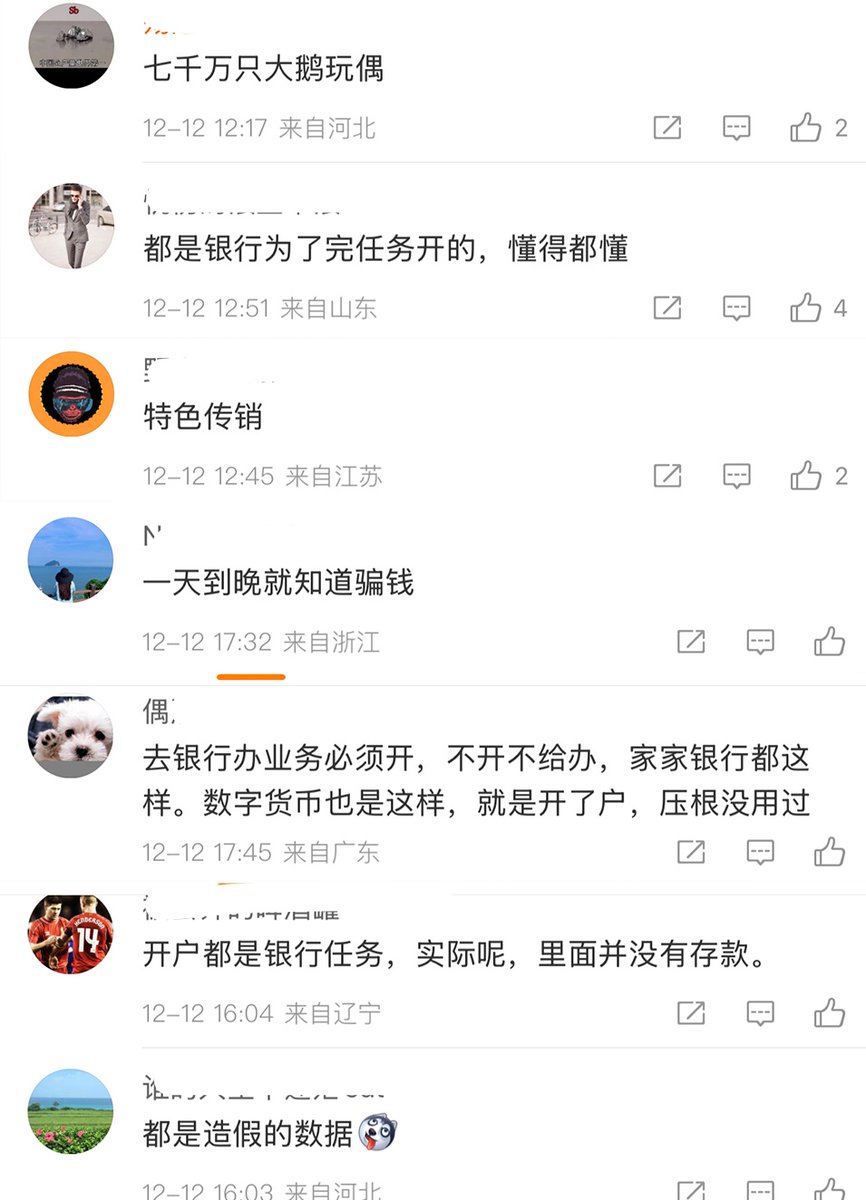 Sb
七千万只大鹅玩偶
12-12 12:17 来自河北
2
都是银行为了完任务开的，懂得都懂
12-12 12:51 来自山东
4
特色传销
12-12 12:45 来自江苏
2
一天到晚就知道骗钱
12-12 17:32 来自浙江
偶
去银行办业务必须开，不开不给办，家家银行都这
样。数字货币也是这样，就是开了户，压根没用过
12-12 17:45 来自广东
HENDERSON
14
开户都是银行任务，实际呢，里面并没有存款。
12-12 16:04 来自辽宁
都是造假的数据
12-12 16:03 来自河北